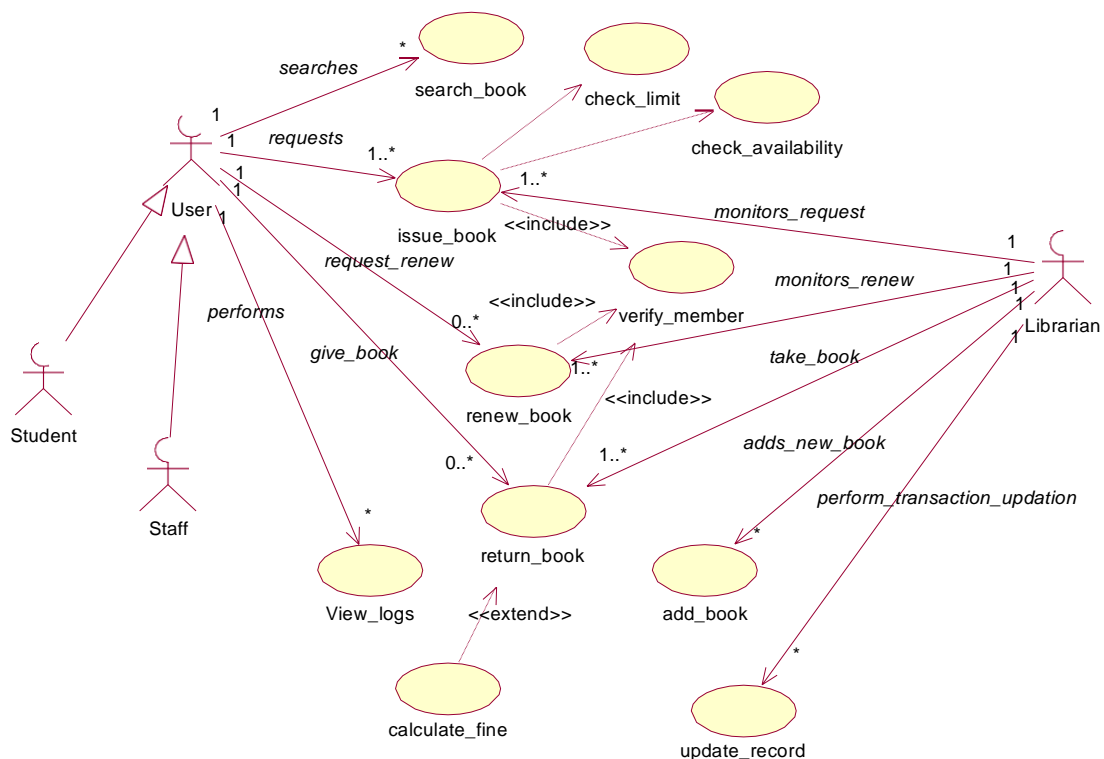 *
searches
search_book
check_limit
1
1
requests
1..*
check_availability
User
1
1
1
1..*
issue_book
<<include>>
monitors_request
1
request_renew
<<include>>
verify_member
monitors_renew
1
1
1
1
Librarian
performs
0..*
give_book
1..*
take_book
renew_book
<<include>>
Student
Staff
0..*
1..*
adds_new_book
perform_transaction_updation
*
return_book
*
View_logs
<<extend>>
add_book
*
calculate_fine
update_record